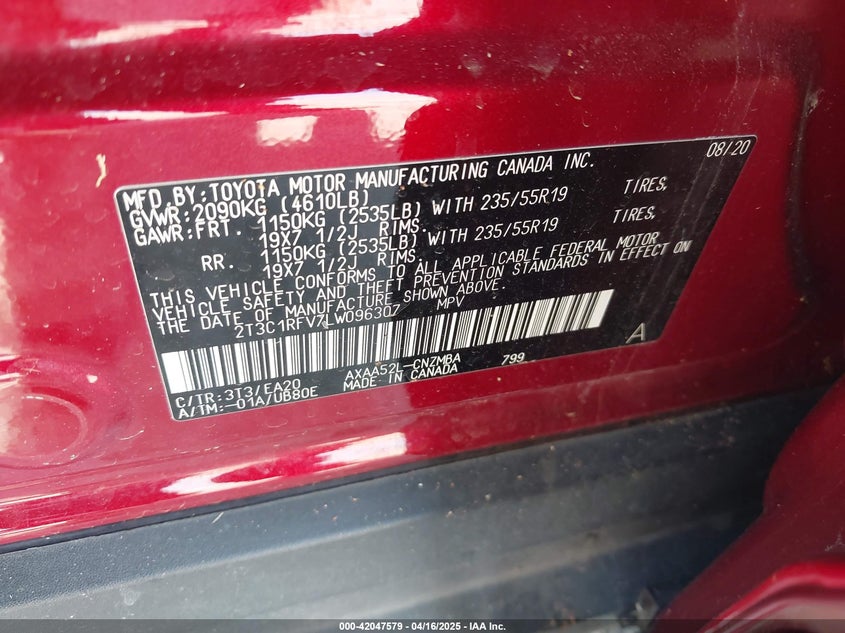 MFD.BY:TOYOTA MOTOR MANUFACTURING CANADA INC. 08/20
GVWR:2090KG (4610LB)
GAWR:FRT. 1150KG (2535LB) WITH 235/55R19 TIRES.
19X7 1/2J RIMS.
RR. 1150KG (2535LB) WITH 235/55R19 TIRES.
19X7 1/2J RIMS.
THIS VEHICLE CONFORMS TO ALL APPLICABLE FEDERAL MOTOR
VEHICLE SAFETY AND THEFT PREVENTION STANDARDS IN EFFECT ON
THE DATE OF MANUFACTURE SHOWN ABOVE.
2T3C1RFV7LW096307 MPV
A
C/TR:3T3/EA20 AXAA52L-CNZMBA 799
A/TM:-01A/UB80E MADE IN CANADA
000-42047579 - 04/16/2025 - IAA Inc.